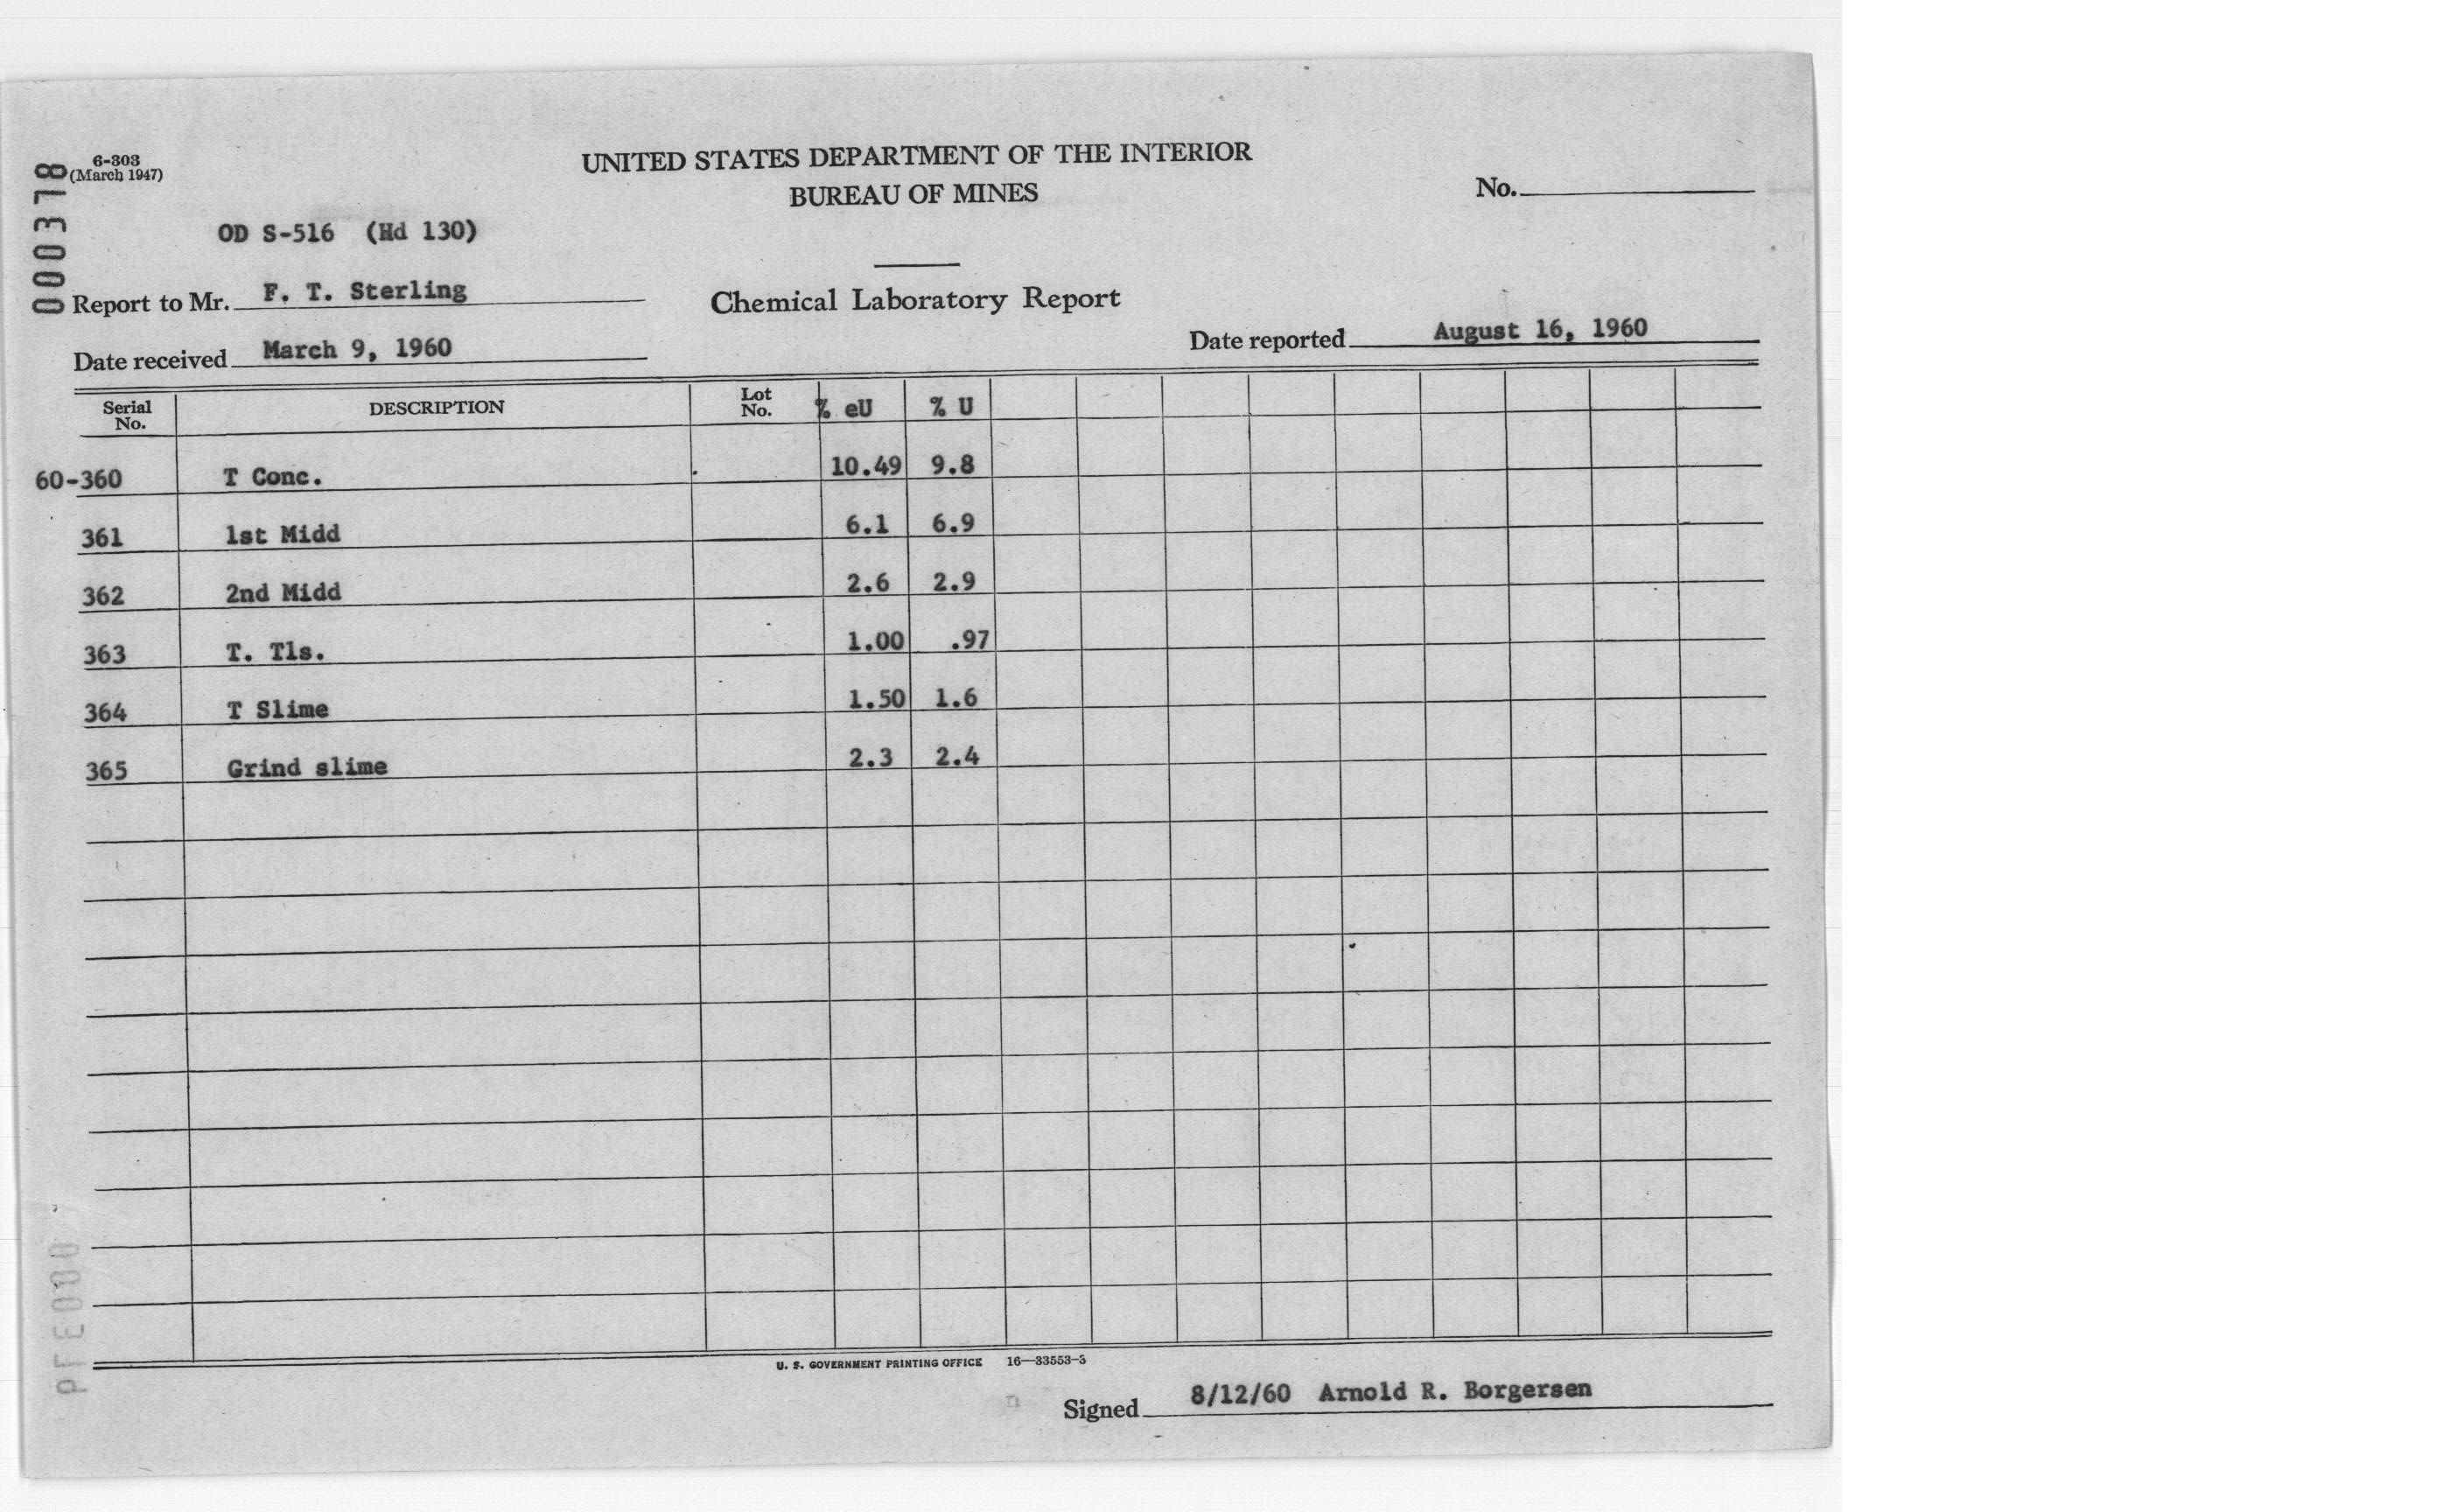 000378
6-303
(March 1947)
UNITED STATES DEPARTMENT OF THE INTERIOR
BUREAU OF MINES
No.
OD S-516 (Hd 130)
Report to Mr. F. T. Sterling
Chemical Laboratory Report
Date received March 9, 1960
Date reported August 16, 1960
Serial No. DESCRIPTION Lot No. % eU % U
60-360 T Conc. 10.49 9.8
361 1st Midd 6.1 6.9
362 2nd Midd 2.6 2.9
363 T. Tls. 1.00 .97
364 T Slime 1.50 1.6
365 Grind slime 2.3 2.4
U. S. GOVERNMENT PRINTING OFFICE 16—33553-3
Signed 8/12/60 Arnold R. Borgersen